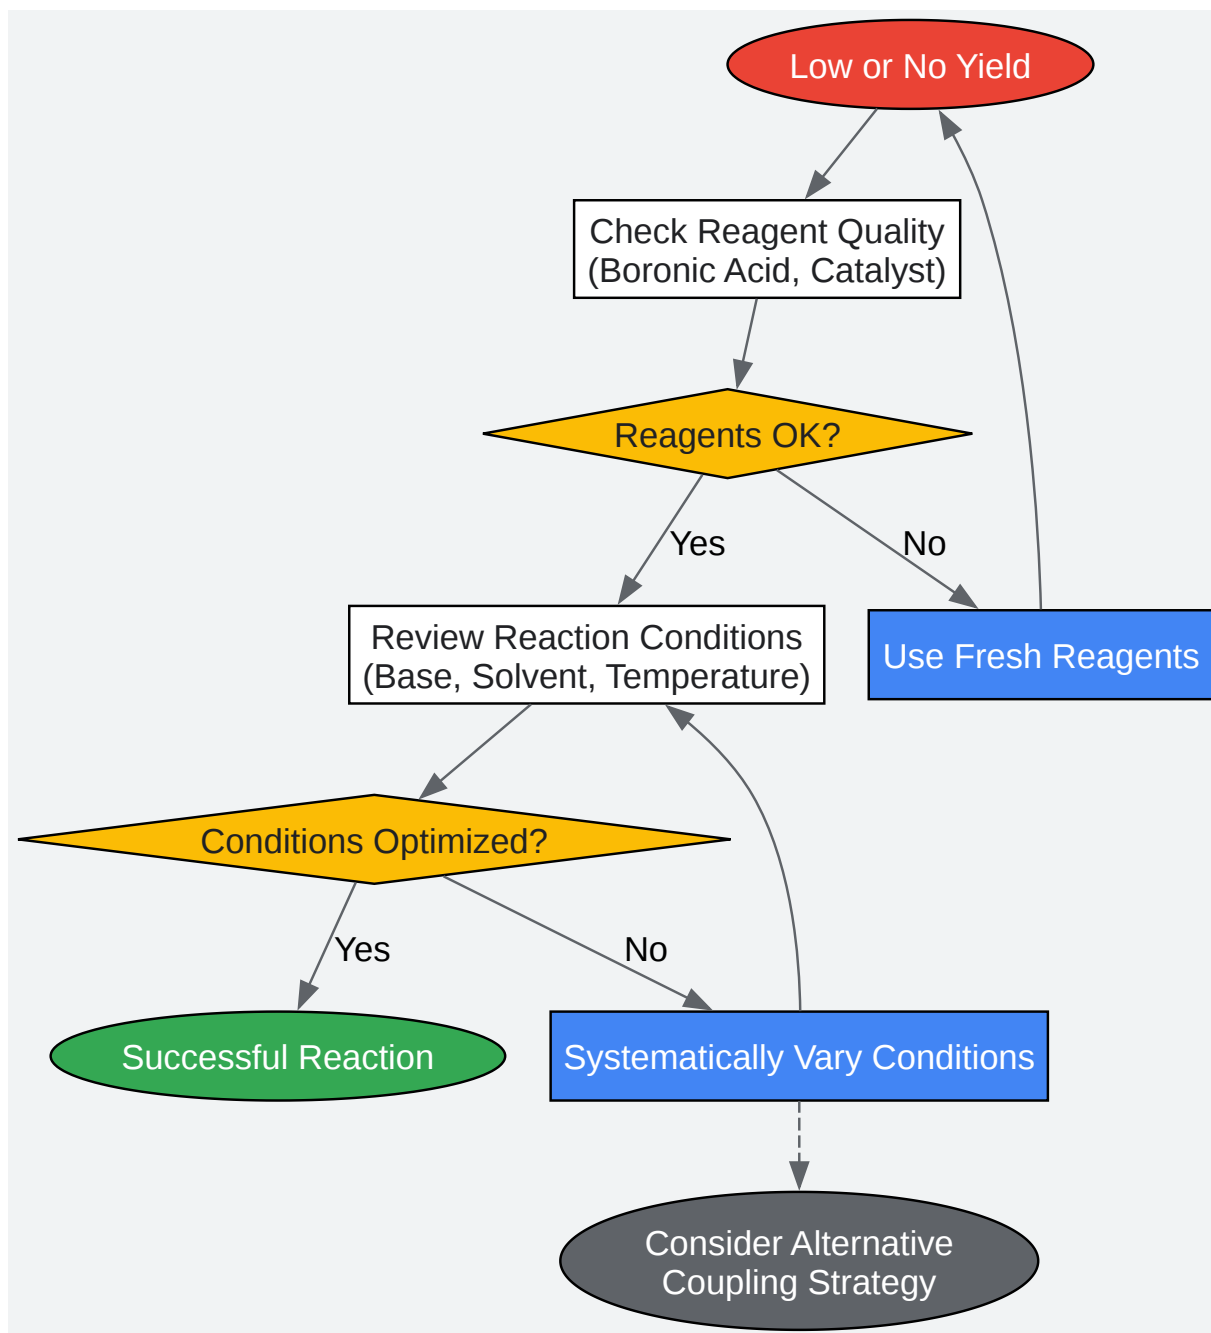 Low or No Yield
Check Reagent Quality
(Boronic Acid, Catalyst)
Reagents OK?
Yes
No
Review Reaction Conditions
(Base, Solvent, Temperature)
Use Fresh Reagents
Conditions Optimized?
Yes
No
Successful Reaction
Systematically Vary Conditions
Consider Alternative
Coupling Strategy